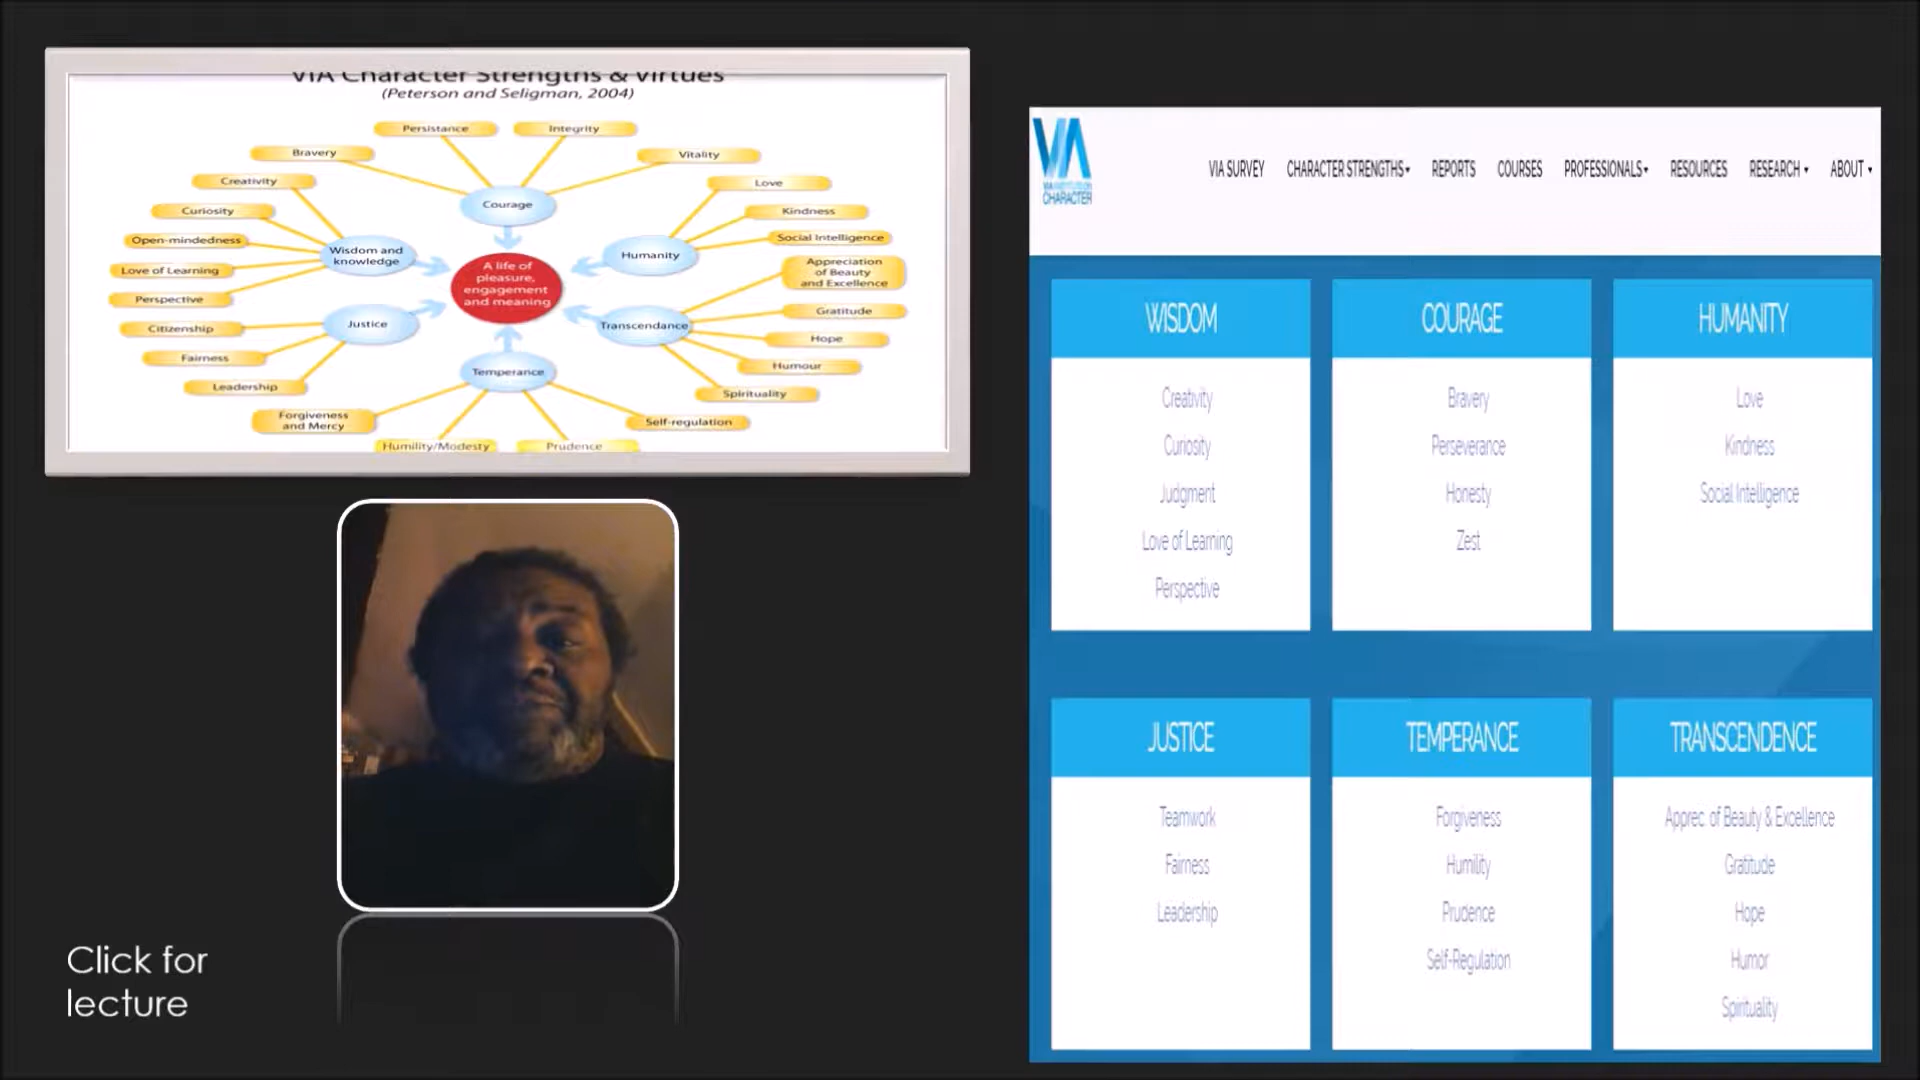 VIA Character Strengths & Virtues
(Peterson and Seligman, 2004)
Persistance
Integrity
Bravery
Vitality
Creativity
Love
Curiosity
Courage
Kindness
Open-mindedness
Wisdom and
knowledge
Humanity
Social Intelligence
Love of Learning
A life of
pleasure,
engagement
and meaning
Appreciation
of Beauty
and Excellence
Perspective
Gratitude
Citizenship
Justice
Transcendance
Hope
Fairness
Temperance
Humour
Leadership
Spirituality
Forgiveness
and Mercy
Self-regulation
Humility/Modesty
Prudence
Click for
lecture
VIA
VIA INSTITUTE ON
CHARACTER
VIA SURVEY
CHARACTER STRENGTHS
REPORTS
COURSES
PROFESSIONALS
RESOURCES
RESEARCH
ABOUT
WISDOM
Creativity
Curiosity
Judgment
Love of Learning
Perspective
COURAGE
Bravery
Perseverance
Honesty
Zest
HUMANITY
Love
Kindness
Social Intelligence
JUSTICE
Teamwork
Fairness
Leadership
TEMPERANCE
Forgiveness
Humility
Prudence
Self-Regulation
TRANSCENDENCE
Apprec. of Beauty & Excellence
Gratitude
Hope
Humor
Spirituality